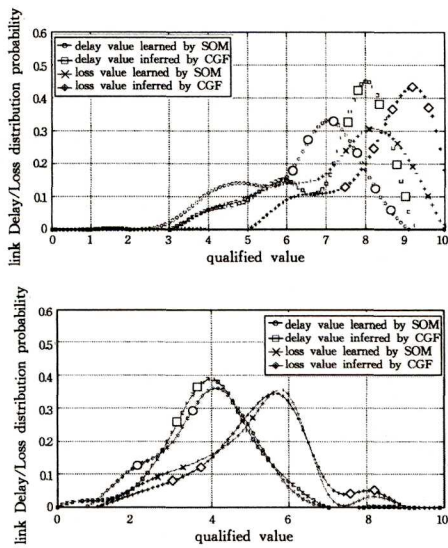 link Delay/Loss distribution probability
0.6
0.5
0.4
0.3
0.2
0.1
0
delay value learned by SOM
delay value inferred by CGF
loss value learned by SOM
loss value inferred by CGF
0 1 2 3 4 5 6 7 8 9 10
qualified value
link Delay/Loss distribution probability
0.6
0.5
0.4
0.3
0.2
0.1
0
delay value learned by SOM
delay value inferred by CGF
loss value learned by SOM
loss value inferred by CGF
0 2 4 6 8 10
qualified value